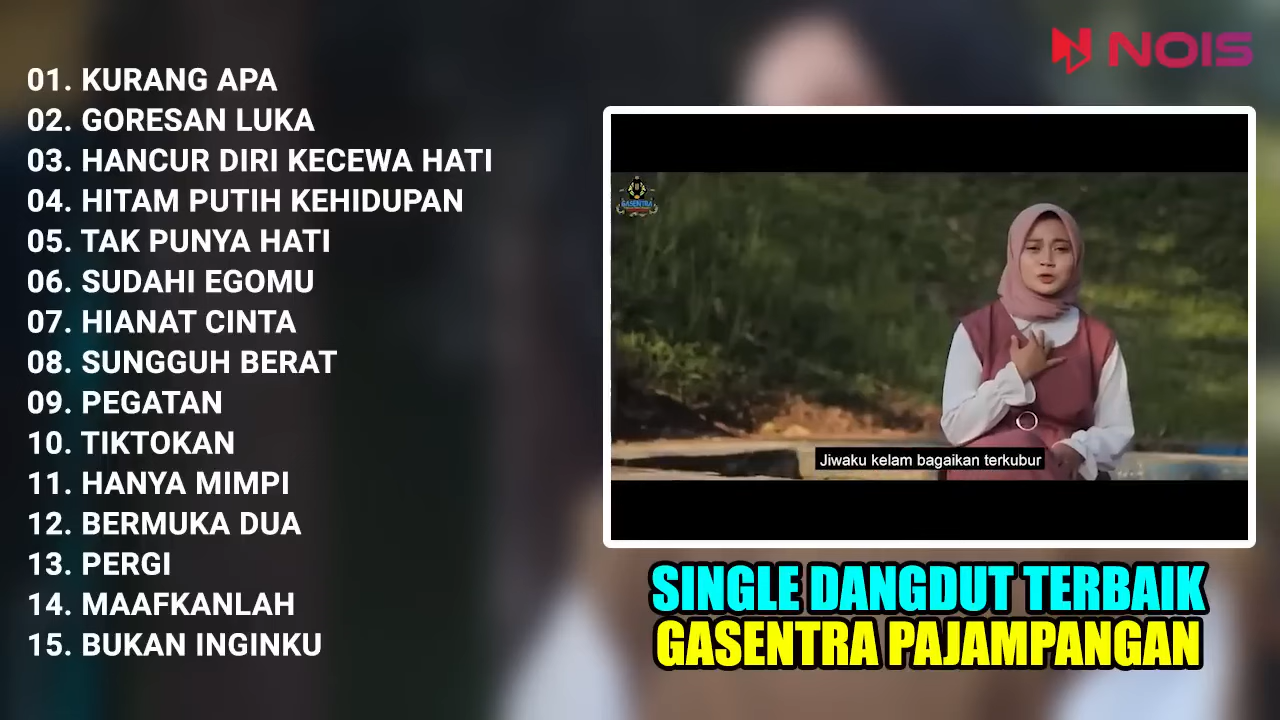 NOIS
01. KURANG APA
02. GORESAN LUKA
03. HANCUR DIRI KECEWA HATI
04. HITAM PUTIH KEHIDUPAN
05. TAK PUNYA HATI
06. SUDAHI EGOMU
07. HIANAT CINTA
08. SUNGGUH BERAT
09. PEGATAN
10. TIKTOKAN
11. HANYA MIMPI
12. BERMUKA DUA
13. PERGI
14. MAAFKANLAH
15. BUKAN INGINKU
GASENTRA
Jiwaku kelam bagaikan terkubur
SINGLE DANGDUT TERBAIK
GASENTRA PAJAMPANGAN